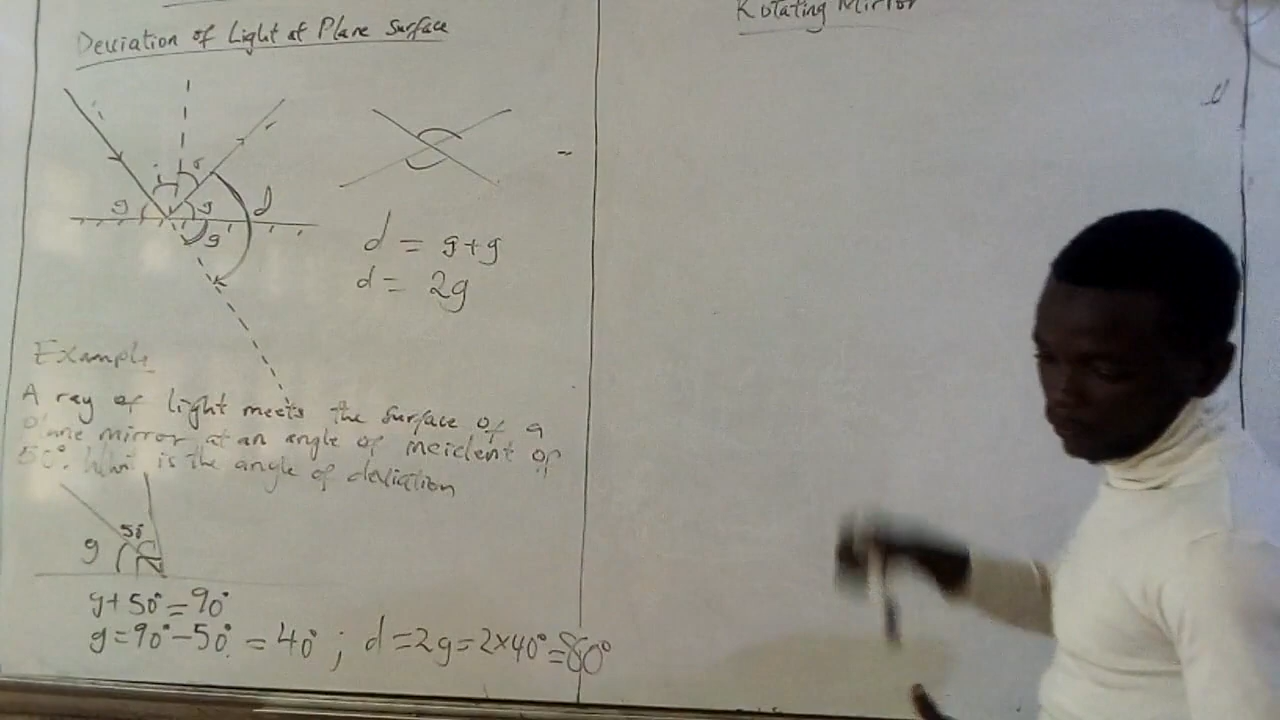 Deviation of Light at Plane Surface
i
r
i
r
g
g
g
d
d = g+g
d = 2g
Example
A ray of light meets the surface of a
plane mirror at an angle of incident of
50°. What is the angle of deviation
50°
g
g+50°=90°
g=90°-50° = 40° ; d=2g=2x40°=80°
Rotating Mirror